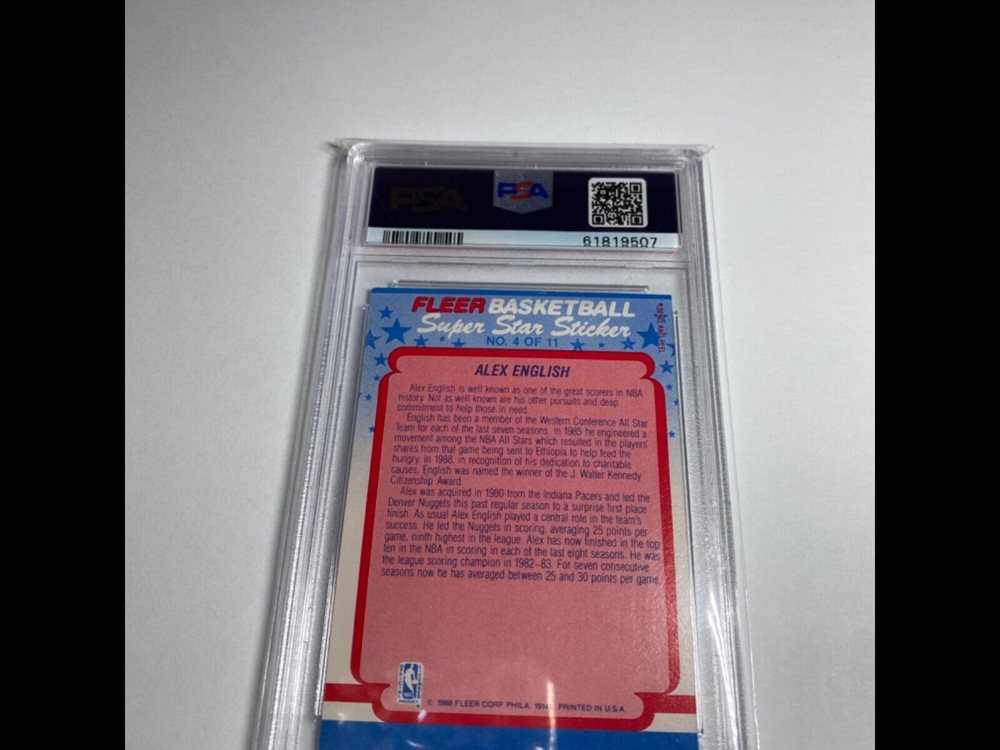 PSA
PSA
61819507
FLEER BASKETBALL
Super Star Sticker
NO. 4 OF 11
BEND AND PEEL
ALEX ENGLISH
Alex English is well known as one of the great scorers in NBA
history. Not as well known are his other pursuits and deep
commitment to help those in need.
English has been a member of the Western Conference All Star
Team for each of the last seven seasons. In 1985 he engineered a
movement among the NBA All Stars which resulted in the players'
shares from that game being sent to Ethiopia to help feed the
hungry. In 1988, in recognition of his dedication to charitable
causes, English was named the winner of the J. Walter Kennedy
Citizenship Award.
Alex was acquired in 1980 from the Indiana Pacers and led the
Denver Nuggets this past regular season to a surprise first place
finish. As usual Alex English played a central role in the team's
success. He led the Nuggets in scoring, averaging 25 points per
game, ninth highest in the league. Alex has now finished in the top
ten in the NBA in scoring in each of the last eight seasons. He was
the league scoring champion in 1982–83. For seven consecutive
seasons now he has averaged between 25 and 30 points per game.
© 1988 FLEER CORP. PHILA. 1914 PRINTED IN U.S.A.